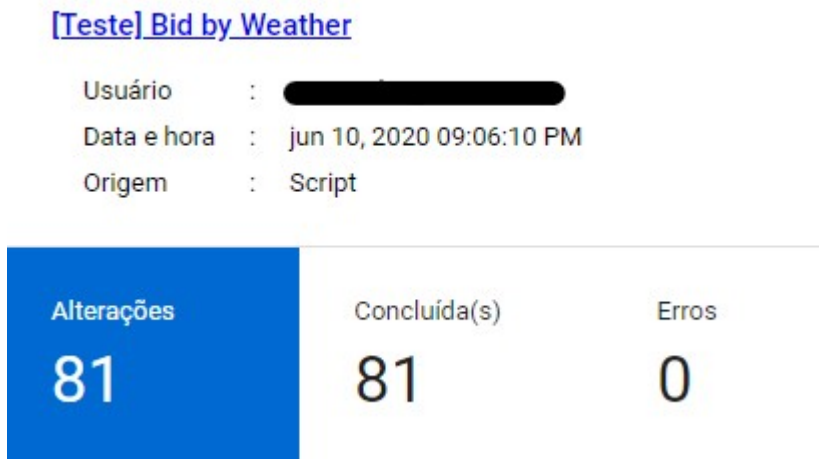 [Teste] Bid by Weather
Usuário :
Data e hora : jun 10, 2020 09:06:10 PM
Origem : Script
Alterações Concluída(s) Erros
81 81 0